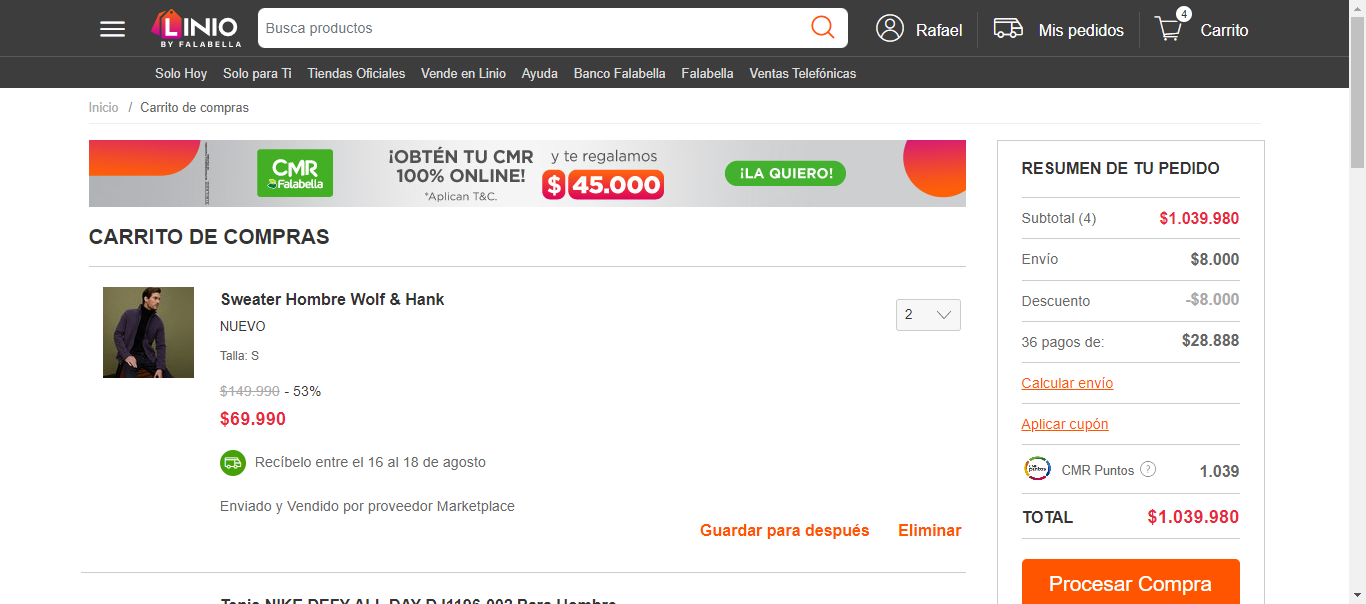 LINIO
BY FALABELLA
Busca productos
Rafael
Mis pedidos
4
Carrito
Solo Hoy
Solo para Ti
Tiendas Oficiales
Vende en Linio
Ayuda
Banco Falabella
Falabella
Ventas Telefónicas
Inicio / Carrito de compras
CMR
Falabella
¡OBTÉN TU CMR
100% ONLINE!
*Aplican T&C.
y te regalamos
$ 45.000
¡LA QUIERO!
CARRITO DE COMPRAS
Sweater Hombre Wolf & Hank
NUEVO
Talla: S
$149.990 - 53%
$69.990
Recíbelo entre el 16 al 18 de agosto
Enviado y Vendido por proveedor Marketplace
2
Guardar para después
Eliminar
RESUMEN DE TU PEDIDO
Subtotal (4) $1.039.980
Envío $8.000
Descuento -$8.000
36 pagos de: $28.888
Calcular envío
Aplicar cupón
CMR Puntos ? 1.039
TOTAL $1.039.980
Procesar Compra